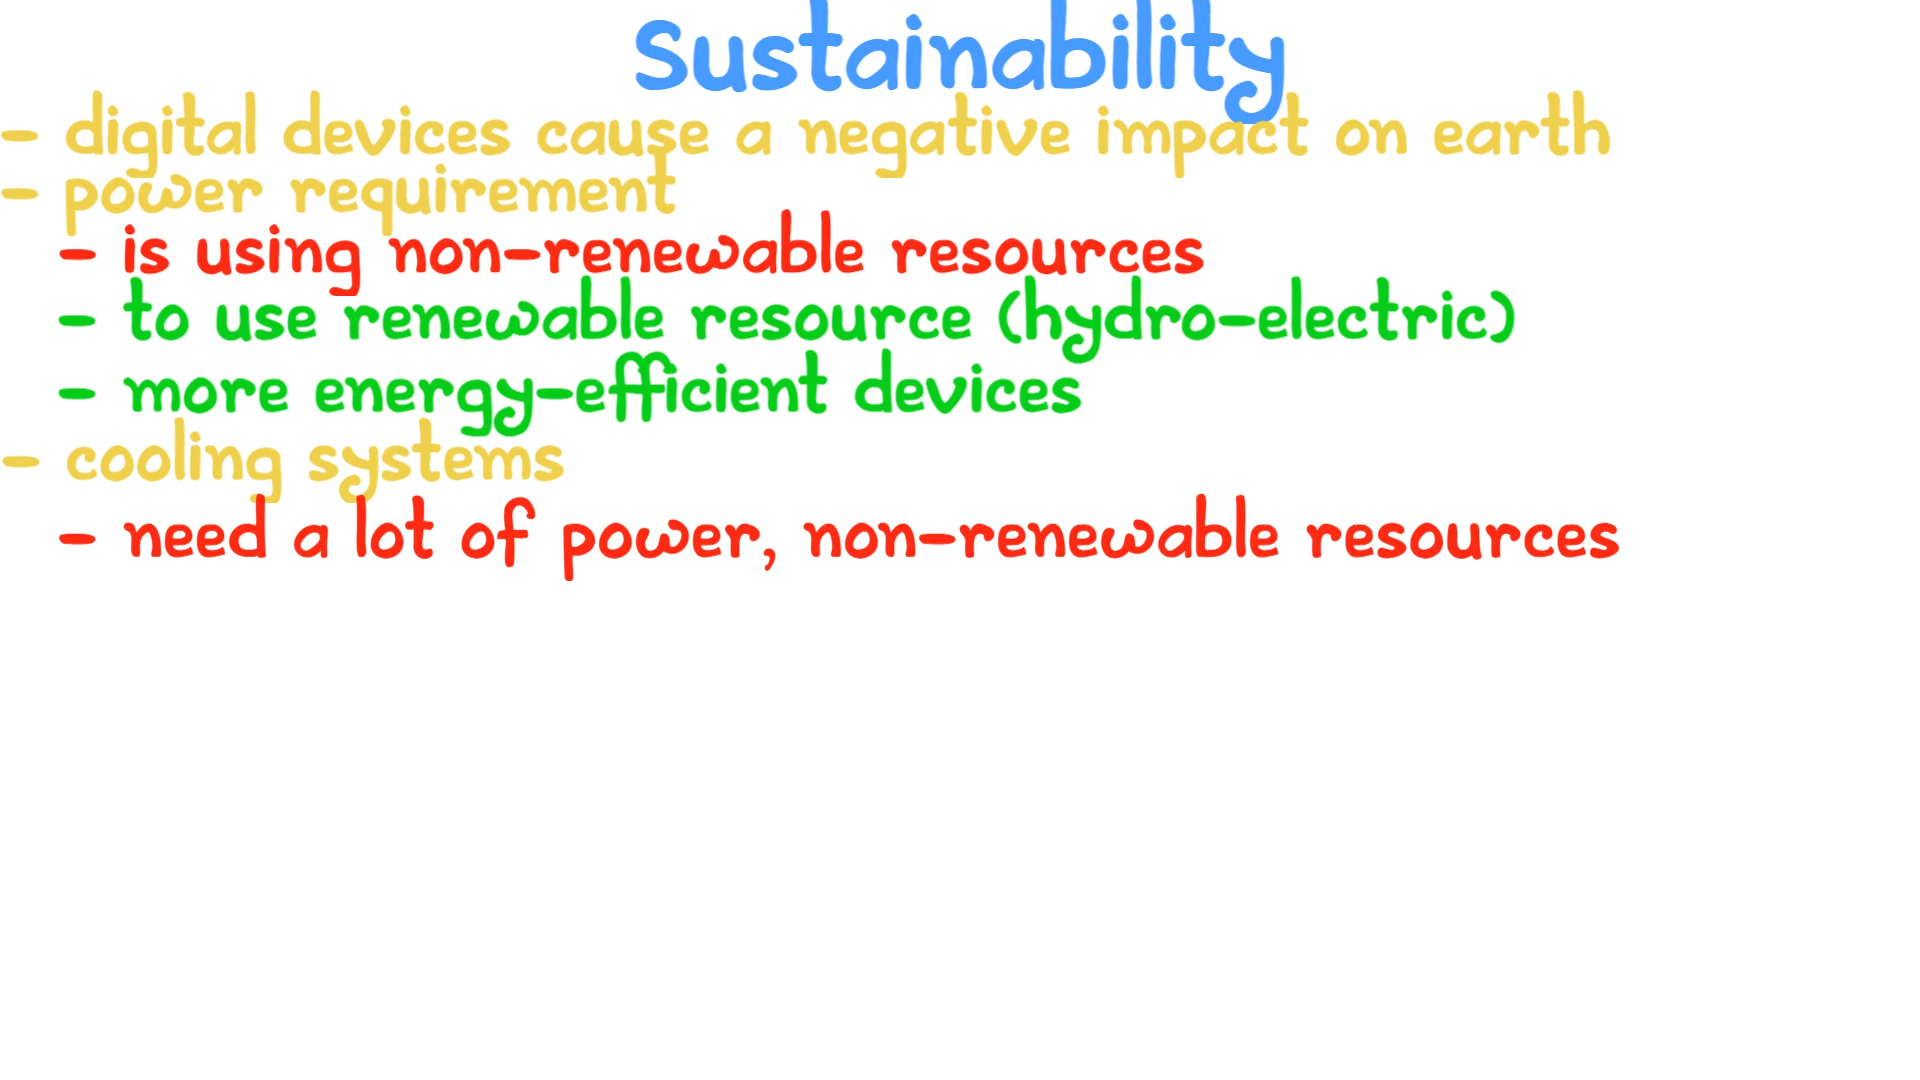 Sustainability
- digital devices cause a negative impact on earth
- power requirement
- is using non-renewable resources
- to use renewable resource (hydro-electric)
- more energy-efficient devices
- cooling systems
- need a lot of power, non-renewable resources